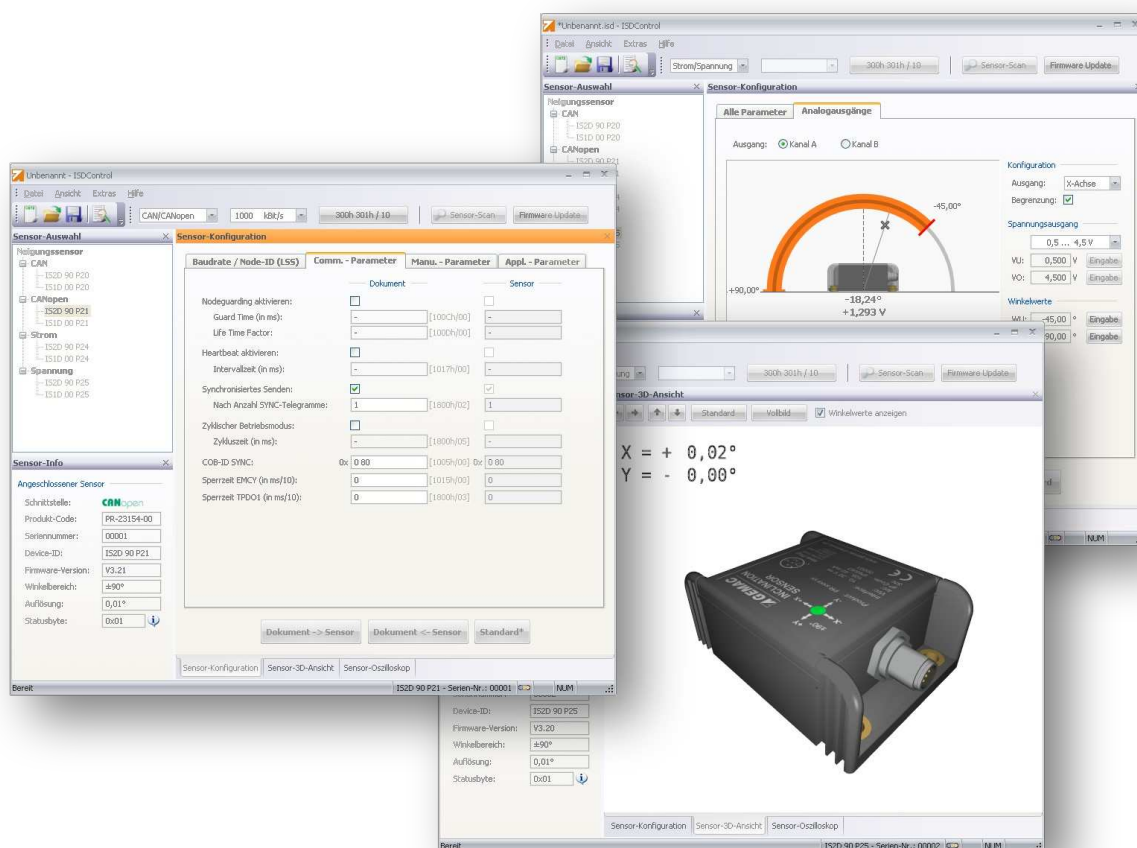 *Unbenannt.isd - ISDControl
Datei Ansicht Extras Hilfe
Strom/Spannung 300h 301h / 10 Sensor-Scan Firmware Update
Sensor-Auswahl
Neigungssensor
CAN
IS2D 90 P20
IS1D 00 P20
CANopen
IS2D 90 P21
Sensor-Konfiguration
Alle Parameter Analogausgänge
Ausgang: Kanal A Kanal B
-45,00°
+90,00°
-18,24°
+1,293 V
Konfiguration
Ausgang: X-Achse
Begrenzung:
Spannungsausgang
0,5 ... 4,5 V
VU: 0,500 V Eingabe
VO: 4,500 V Eingabe
Winkelwerte
WU: -45,00 ° Eingabe
90,00 ° Eingabe
NUM
Unbenannt - ISDControl
Datei Ansicht Extras Hilfe
CAN/CANopen 1000 kBit/s 300h 301h / 10 Sensor-Scan Firmware Update
Sensor-Auswahl
Neigungssensor
CAN
IS2D 90 P20
IS1D 00 P20
CANopen
IS2D 90 P21
IS1D 00 P21
Strom
IS2D 90 P24
IS1D 00 P24
Spannung
IS2D 90 P25
IS1D 00 P25
Sensor-Info
Angeschlossener Sensor
Schnittstelle: CANopen
Produkt-Code: PR-23154-00
Seriennummer: 00001
Device-ID: IS2D 90 P21
Firmware-Version: V3.21
Winkelbereich: ±90°
Auflösung: 0,01°
Statusbyte: 0x01
Sensor-Konfiguration
Baudrate / Node-ID (LSS) Comm. - Parameter Manu. - Parameter Appl. - Parameter
Dokument Sensor
Nodeguarding aktivieren:
Guard Time (in ms): - [100Ch/00] -
Life Time Factor: - [100Dh/00] -
Heartbeat aktivieren:
Intervallzeit (in ms): - [1017h/00] -
Synchronisiertes Senden:
Nach Anzahl SYNC-Telegramme: 1 [1800h/02] 1
Zyklischer Betriebsmodus:
Zykluszeit (in ms): - [1800h/05] -
COB-ID SYNC: 0x 0 80 [1005h/00] 0x 0 80
Sperrzeit EMCY (in ms/10): 0 [1015h/00] 0
Sperrzeit TPDO1 (in ms/10): 0 [1800h/03] 0
Dokument -> Sensor Dokument <- Sensor Standard*
Sensor-Konfiguration Sensor-3D-Ansicht Sensor-Oszilloskop
Bereit IS2D 90 P21 - Serien-Nr.: 00001 NUM
300h 301h / 10 Sensor-Scan Firmware Update
nsor-3D-Ansicht
Standard Vollbild Winkelwerte anzeigen
X = + 0,02°
Y = - 0,00°
GEMAC
INCLINATION
SENSOR
Device-ID: IS2D 90 P25
Firmware-Version: V3.20
Winkelbereich: ±90°
Auflösung: 0,01°
Statusbyte: 0x01
Sensor-Konfiguration Sensor-3D-Ansicht Sensor-Oszilloskop
Bereit IS2D 90 P25 - Serien-Nr.: 00002 NUM